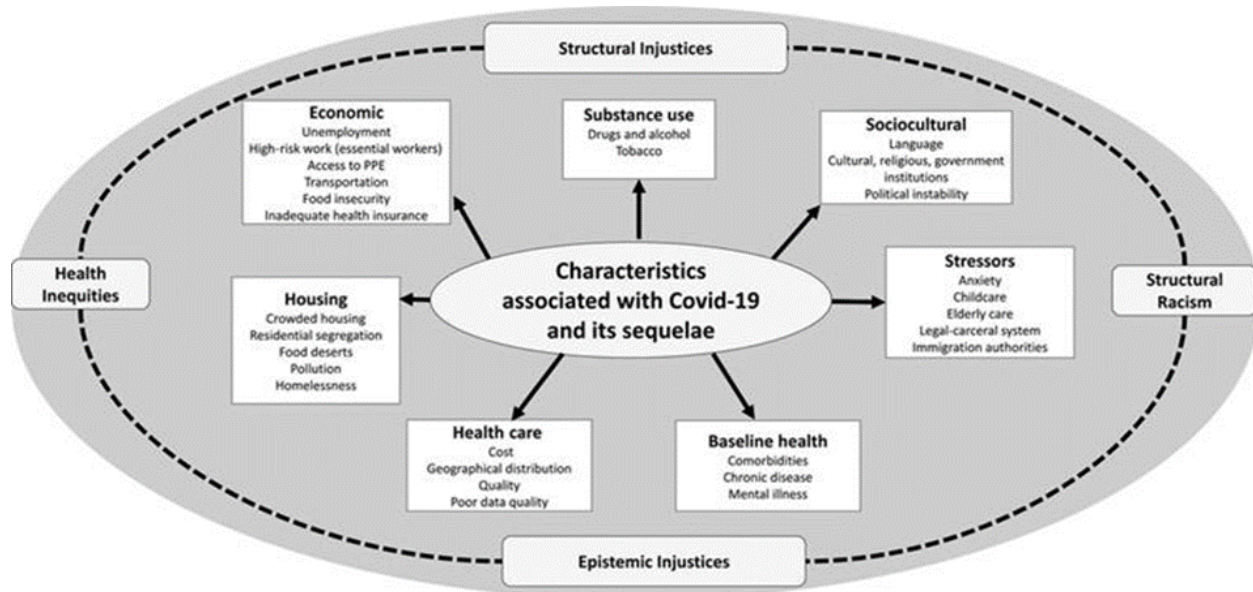 Structural Injustices
Economic
Unemployment
High-risk work (essential workers)
Access to PPE
Transportation
Food insecurity
Inadequate health insurance
Substance use
Drugs and alcohol
Tobacco
Sociocultural
Language
Cultural, religious, government
institutions
Political instability
Health
Inequities
Characteristics
associated with Covid-19
and its sequelae
Stressors
Anxiety
Childcare
Elderly care
Legal-carceral system
Immigration authorities
Structural
Racism
Housing
Crowded housing
Residential segregation
Food deserts
Pollution
Homelessness
Health care
Cost
Geographical distribution
Quality
Poor data quality
Baseline health
Comorbidities
Chronic disease
Mental illness
Epistemic Injustices